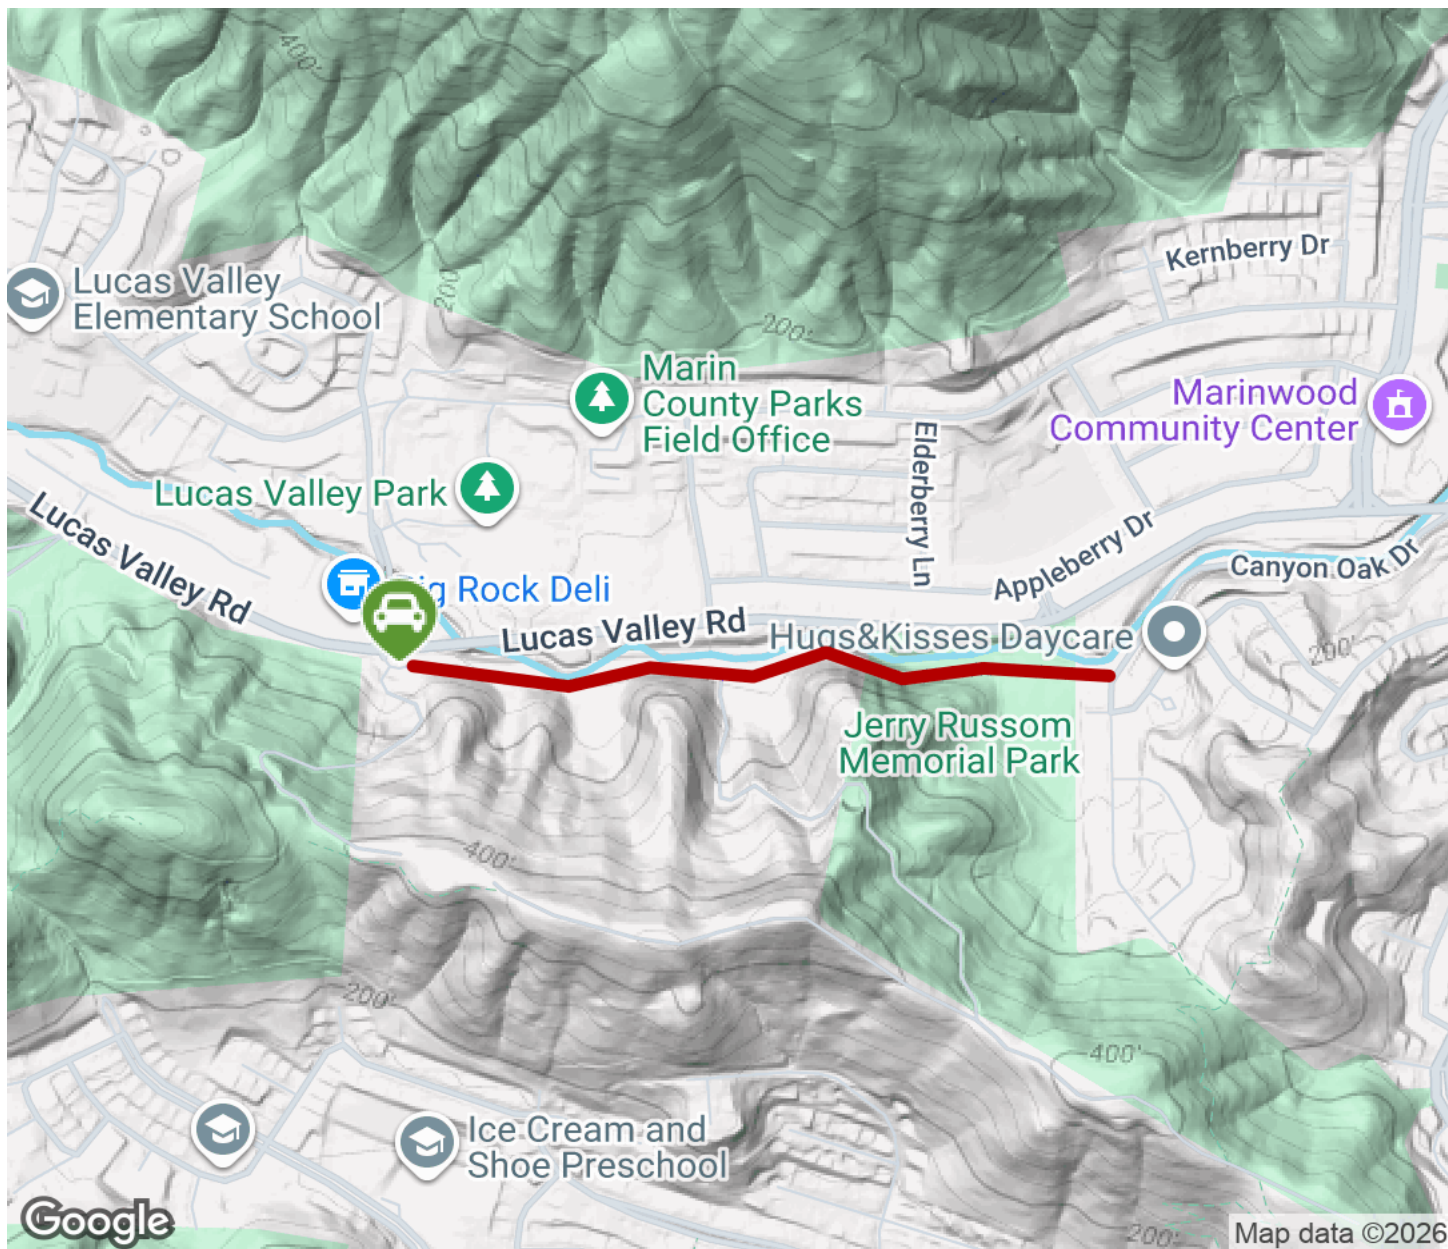 400'
Kernberry Dr
Lucas Valley
Elementary School
200'
200'
Marin
County Parks
Field Office
Marinwood
Community Center
Elderberry Ln
Lucas Valley Park
Lucas Valley Rd
Appleberry Dr
Canyon Oak Dr
Big Rock Deli
Lucas Valley Rd
Hugs&Kisses Daycare
200'
Jerry Russom
Memorial Park
400'
200'
400'
Ice Cream and
Shoe Preschool
Google
200'
Map data ©2026